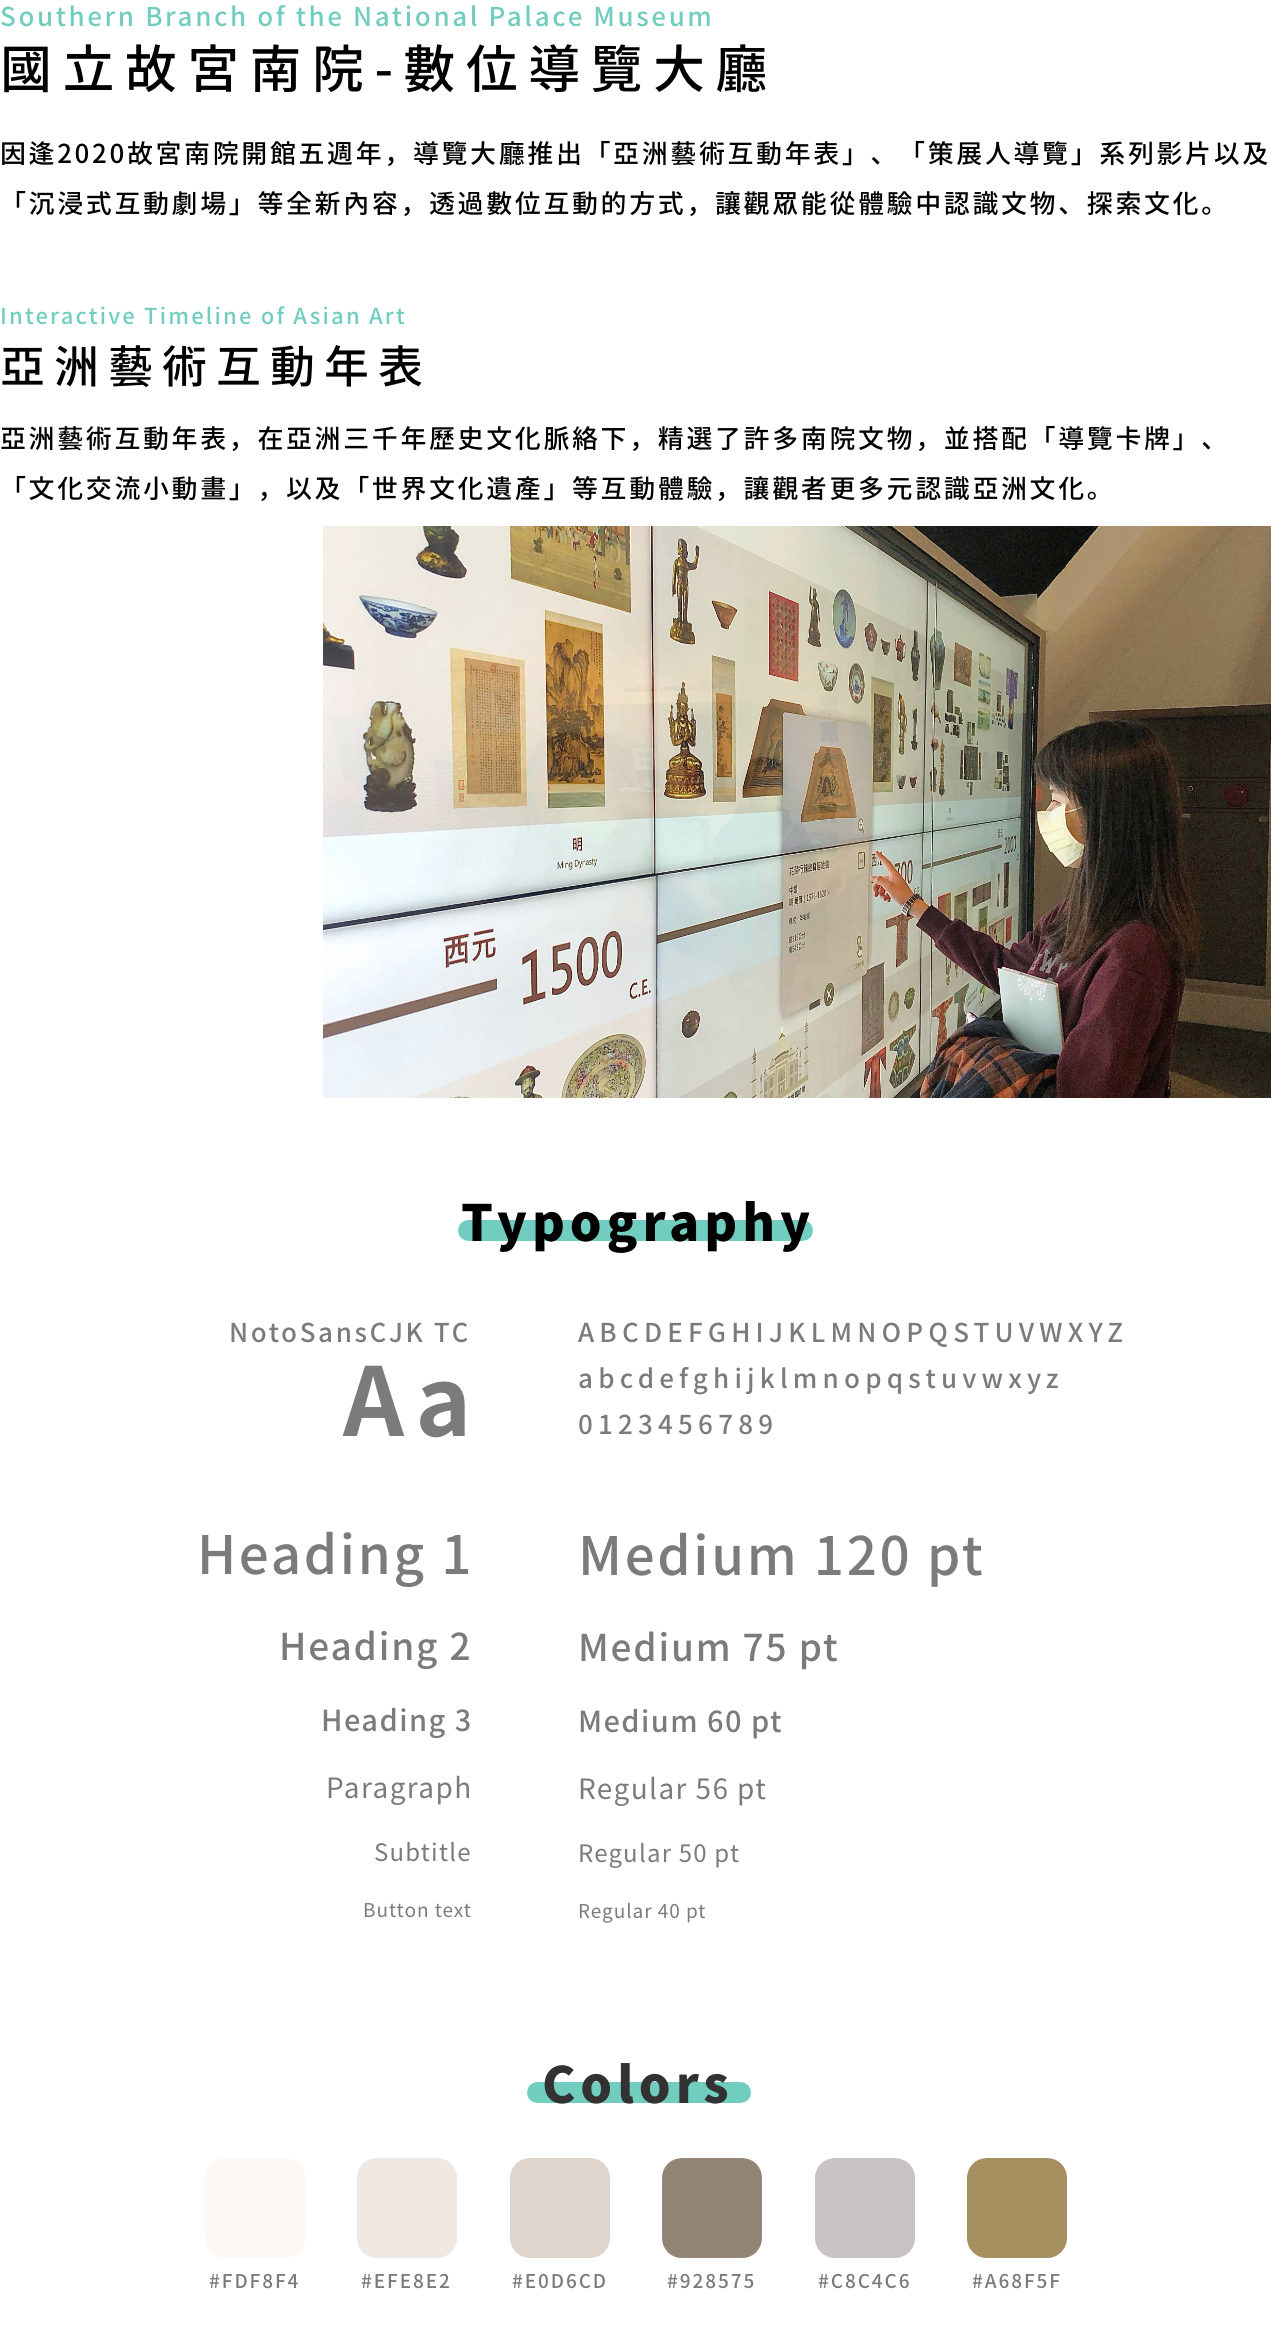 Southern Branch of the National Palace Museum
國立故宮南院-數位導覽大廳
因逢2020故宮南院開館五週年，導覽大廳推出「亞洲藝術互動年表」、「策展人導覽」系列影片以及
「沉浸式互動劇場」等全新內容，透過數位互動的方式，讓觀眾能從體驗中認識文物、探索文化。
Interactive Timeline of Asian Art
亞洲藝術互動年表
亞洲藝術互動年表，在亞洲三千年歷史文化脈絡下，精選了許多南院文物，並搭配「導覽卡牌」、
「文化交流小動畫」，以及「世界文化遺產」等互動體驗，讓觀者更多元認識亞洲文化。
明
Ming Dynasty
西元
1500
C.E.
Typography
NotoSansCJK TC
Aa
ABCDEFGHIJKLMNOPQSTUVWXYZ
abcdefghijklmnopqstuvwxyz
0123456789
Heading 1
Medium 120 pt
Heading 2
Medium 75 pt
Heading 3
Medium 60 pt
Paragraph
Regular 56 pt
Subtitle
Regular 50 pt
Button text
Regular 40 pt
Colors
#FDF8F4
#EFE8E2
#E0D6CD
#928575
#C8C4C6
#A68F5F